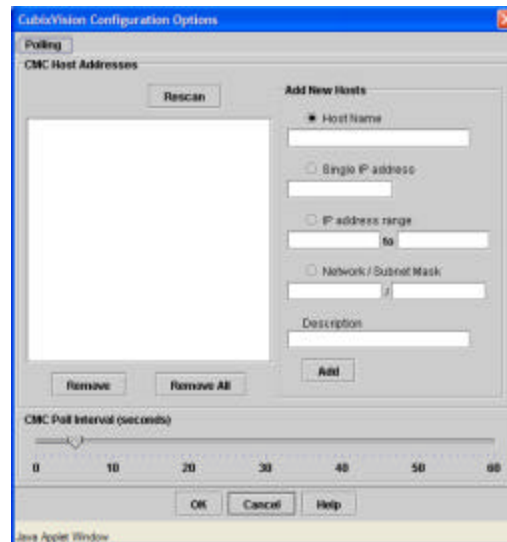 CubixVision Configuration Options
Polling
CMC Host Addresses
Rescan
Add New Hosts
Host Name
Single IP address
IP address range
to
Network / Subnet Mask
/
Description
Add
Remove
Remove All
CMC Poll Interval (seconds)
0 10 20 30 40 50 60
OK Cancel Help
Java Applet Window